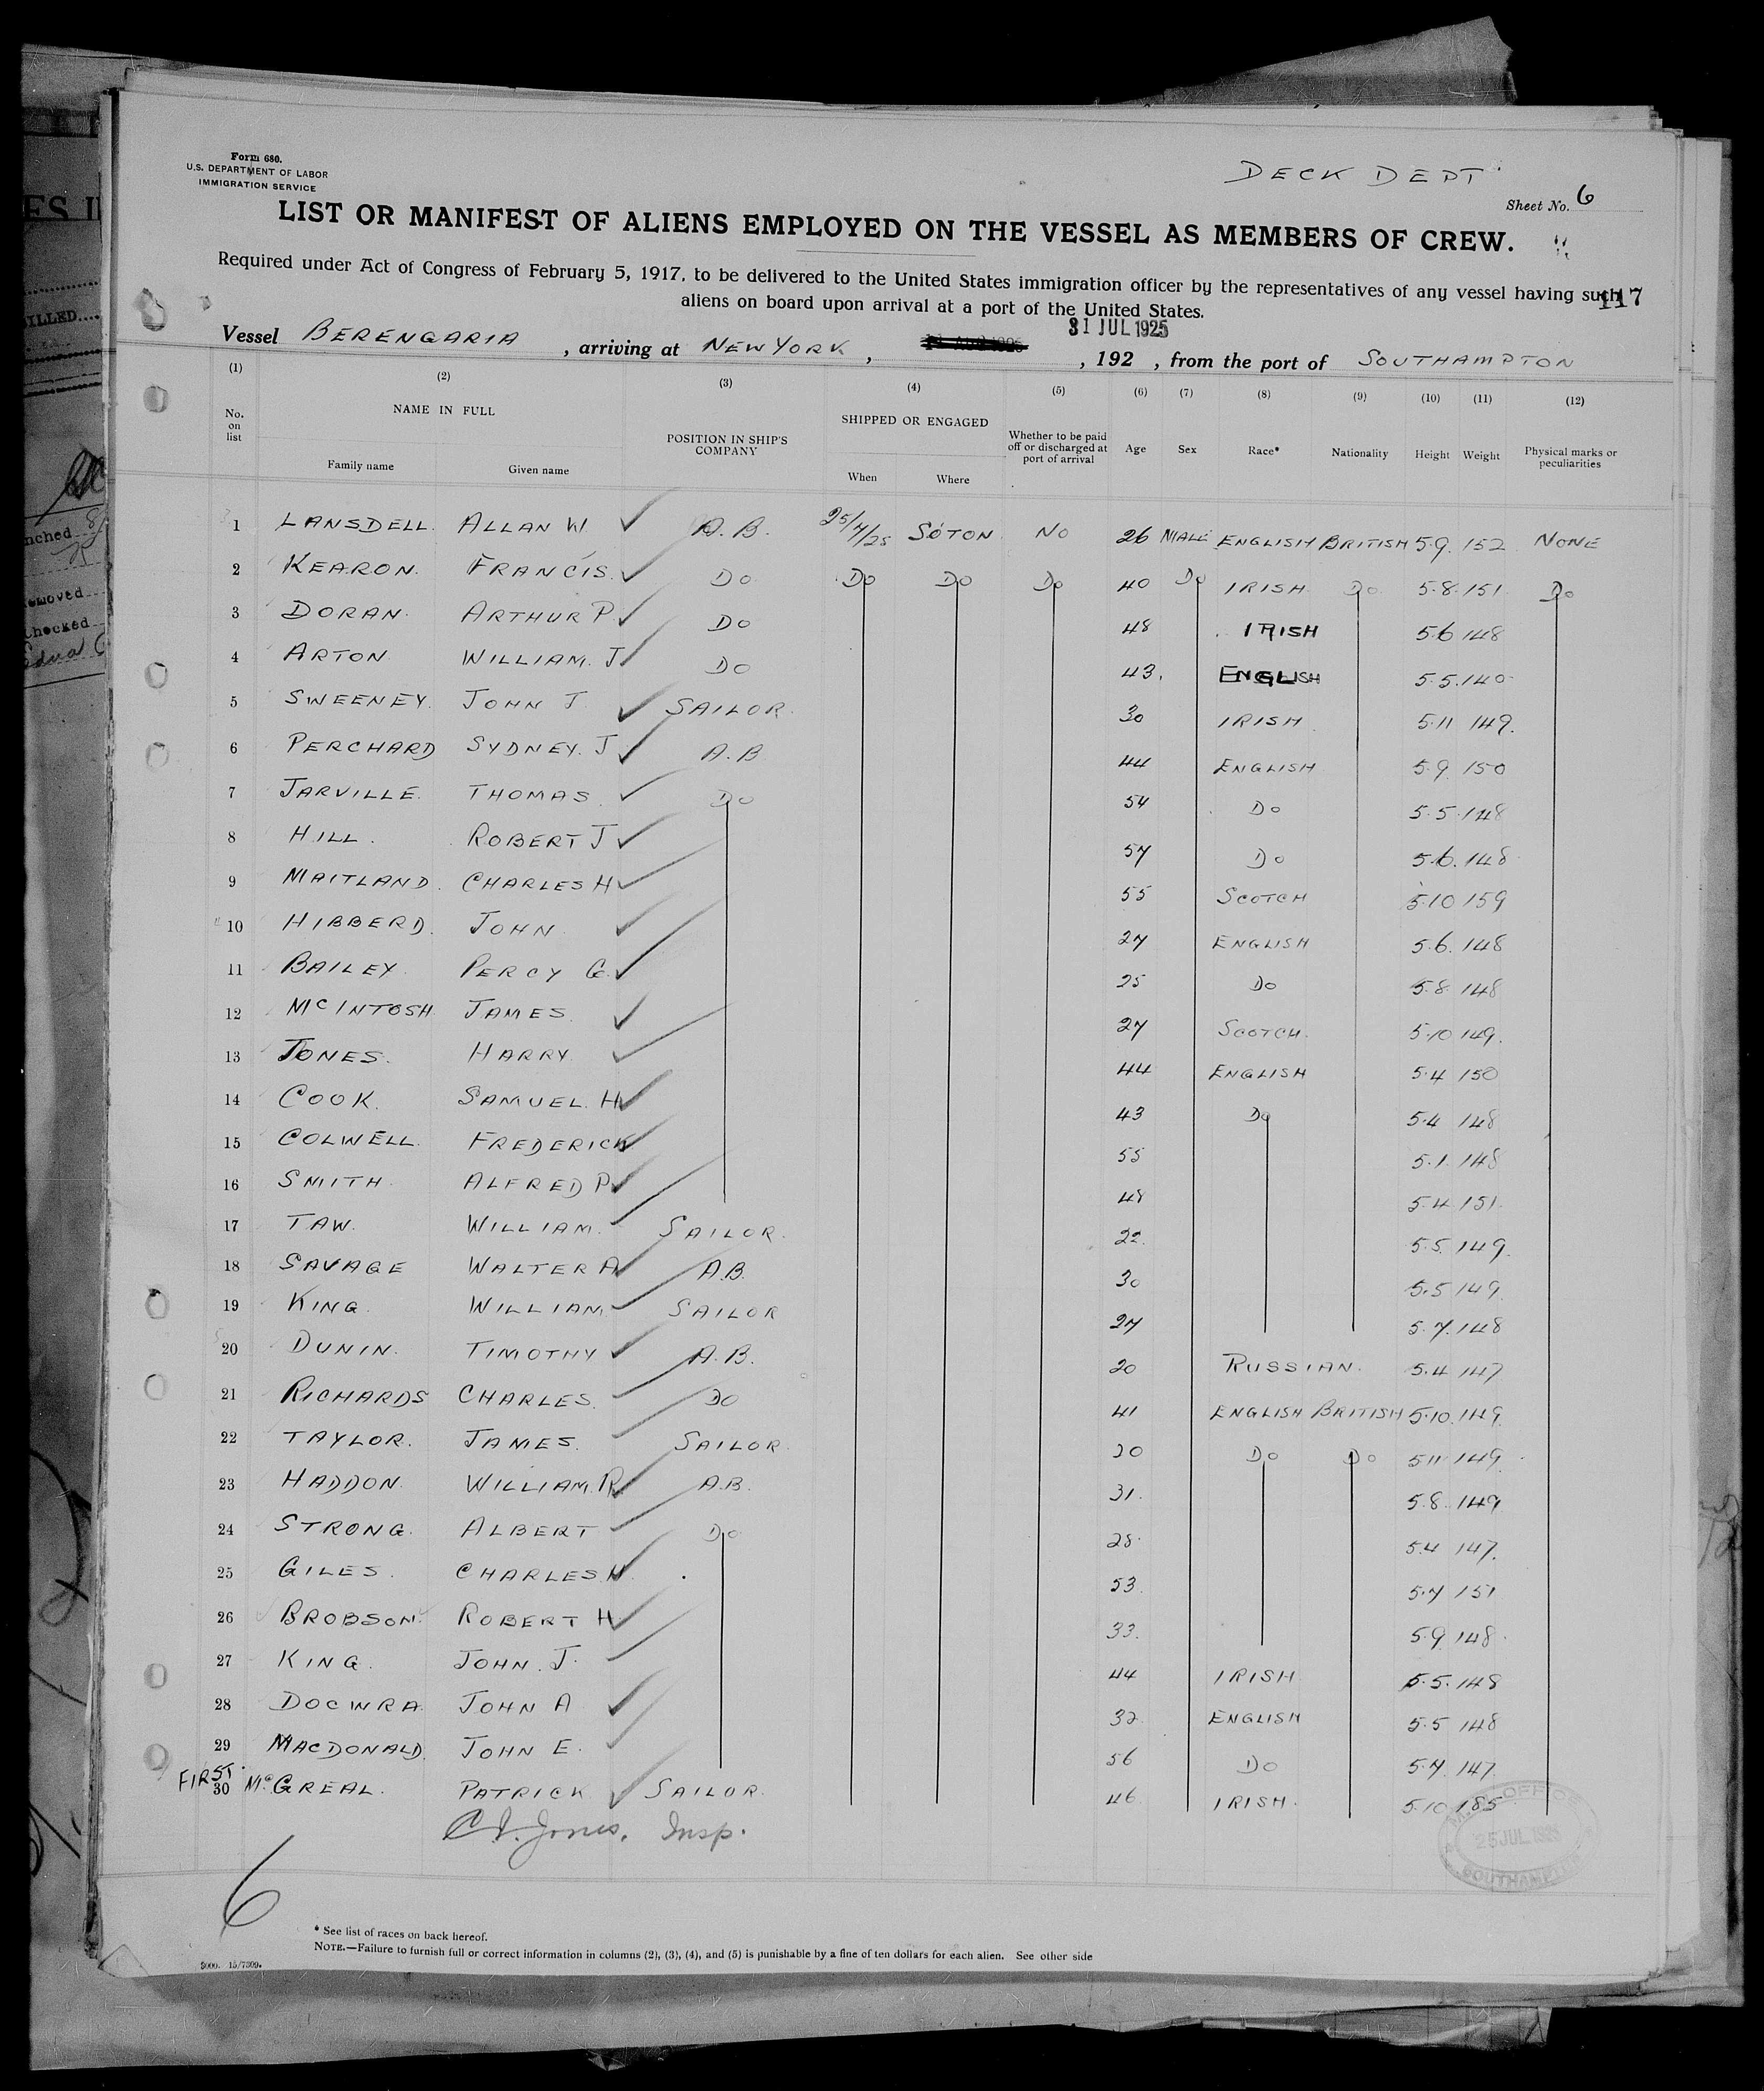 Form 680.
U.S. DEPARTMENT OF LABOR
IMMIGRATION SERVICE
DECK DEPT
Sheet No. 6
LIST OR MANIFEST OF ALIENS EMPLOYED ON THE VESSEL AS MEMBERS OF CREW.
Required under Act of Congress of February 5, 1917, to be delivered to the United States immigration officer by the representatives of any vessel having such
aliens on board upon arrival at a port of the United States.
117
31 JUL 1925
Vessel BERENGARIA , arriving at NEW YORK , , 192 , from the port of SOUTHAMPTON
(1) (2) (3) (4) (5) (6) (7) (8) (9) (10) (11) (12)
No. on list NAME IN FULL Family name Given name POSITION IN SHIP'S COMPANY SHIPPED OR ENGAGED When Where Whether to be paid off or discharged at port of arrival Age Sex Race* Nationality Height Weight Physical marks or peculiarities
1 LANSDELL. ALLAN W A.B. 25/7/25 SOTON NO 26 MALE ENGLISH BRITISH 5.9. 152 NONE
2 KEARON. FRANCIS. DO DO DO DO 40 DO IRISH. DO 5.8. 151 DO
3 DORAN. ARTHUR P. DO 48 IRISH 5.6 148
4 ARTON WILLIAM. J DO 43. ENGLISH 5.5. 140
5 SWEENEY. JOHN J SAILOR. 30 IRISH 5.11 149.
6 PERCHARD SYDNEY. J A.B 44 ENGLISH 5.9. 150
7 JARVILLE. THOMAS. DO 54 DO 5.5. 148
8 HILL. ROBERT J 57 DO 5.6. 148
9 MAITLAND. CHARLES H 55 SCOTCH 5.10 159
10 HIBBERD. JOHN. 27 ENGLISH 5.6. 148
11 BAILEY. PERCY G. 25 DO 5.8. 148
12 McINTOSH. JAMES. 27 SCOTCH. 5.10 149.
13 JONES. HARRY. 44 ENGLISH 5.4 150
14 COOK. SAMUEL. H 43 DO 5.4 148
15 COLWELL. FREDERICK 55 5.1. 148
16 SMITH. ALFRED P 48 5.4. 151.
17 TAW. WILLIAM. SAILOR. 22. 5.5. 149.
18 SAVAGE WALTER A A.B. 30 5.5 149.
19 KING. WILLIAM. SAILOR 27 5.7. 148
20 DUNIN. TIMOTHY A.B. 20 RUSSIAN. 5.4 147
21 RICHARDS CHARLES. DO 41 ENGLISH BRITISH 5.10. 149
22 TAYLOR. JAMES. SAILOR. 20 DO DO 5.11 149
23 HADDON. WILLIAM. R. A.B. 31. 5.8. 149
24 STRONG. ALBERT DO 28. 5.4 147.
25 GILES. CHARLES. H. 53. 5.7 151
26 BROBSON. ROBERT H. 33. 5.9 148.
27 KING. JOHN. J. 44 IRISH. 5.5. 148
28 DOCWRA. JOHN A 32. ENGLISH 5.5 148
29 MACDONALD. JOHN E. 56 DO 5.7. 147.
FIRST.
30 McGREAL. PATRICK SAILOR. 46 IRISH. 5.10 185
C. I. Jones, Insp.
OFFICE
25 JUL 1925
SOUTHAMPTON
6
* See list of races on back hereof.
NOTE.—Failure to furnish full or correct information in columns (2), (3), (4), and (5) is punishable by a fine of ten dollars for each alien. See other side
3000. 15/7309.